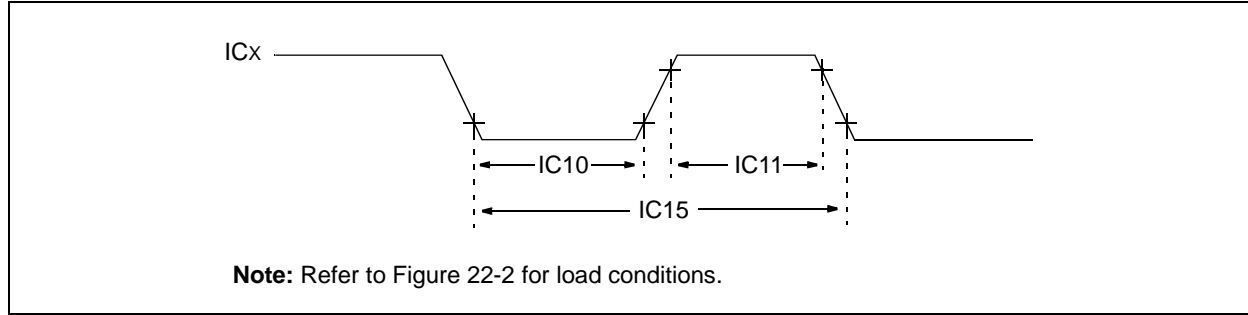 ICx
IC10
IC11
IC15
Note: Refer to Figure 22-2 for load conditions.